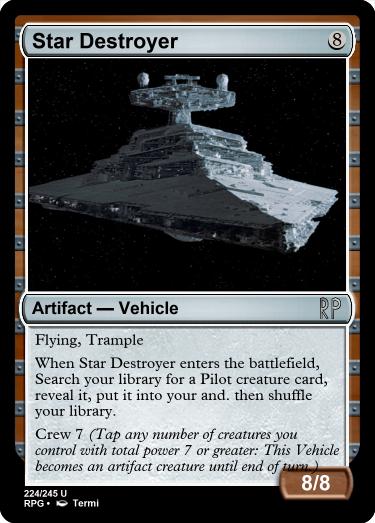 Star Destroyer 8
Artifact — Vehicle RP
Flying, Trample
When Star Destroyer enters the battlefield,
Search your library for a Pilot creature card,
reveal it, put it into your and. then shuffle
your library.
Crew 7 (Tap any number of creatures you
control with total power 7 or greater: This Vehicle
becomes an artifact creature until end of turn.)
8/8
224/245 U
RPG • Termi